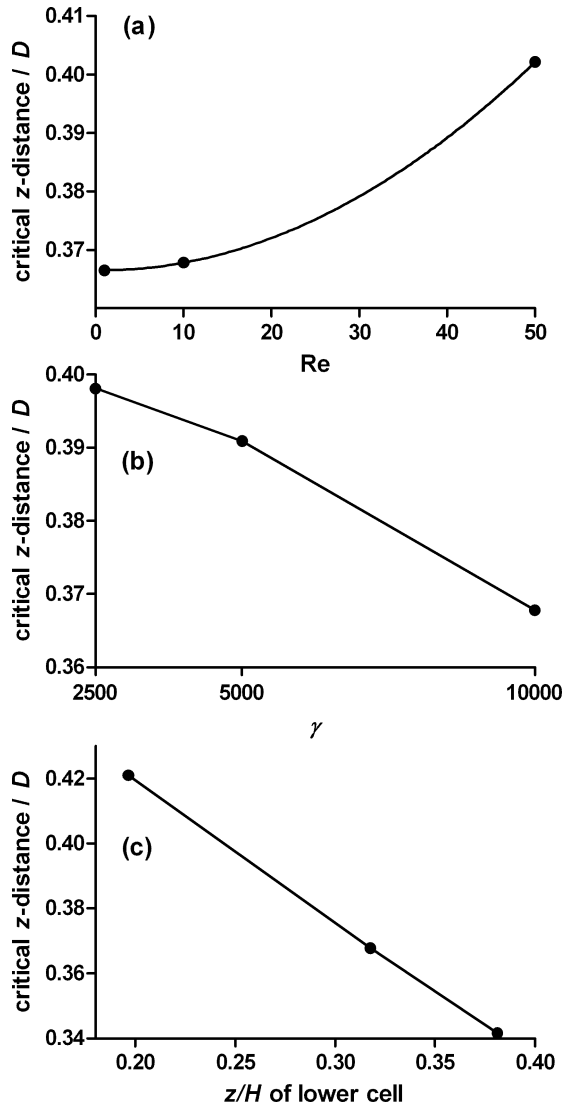 (a)
critical z-distance / D
0.41
0.40
0.39
0.38
0.37
0 10 20 30 40 50
Re
(b)
critical z-distance / D
0.40
0.39
0.38
0.37
0.36
2500 5000 10000
γ
(c)
critical z-distance / D
0.42
0.40
0.38
0.36
0.34
0.20 0.25 0.30 0.35 0.40
z/H of lower cell